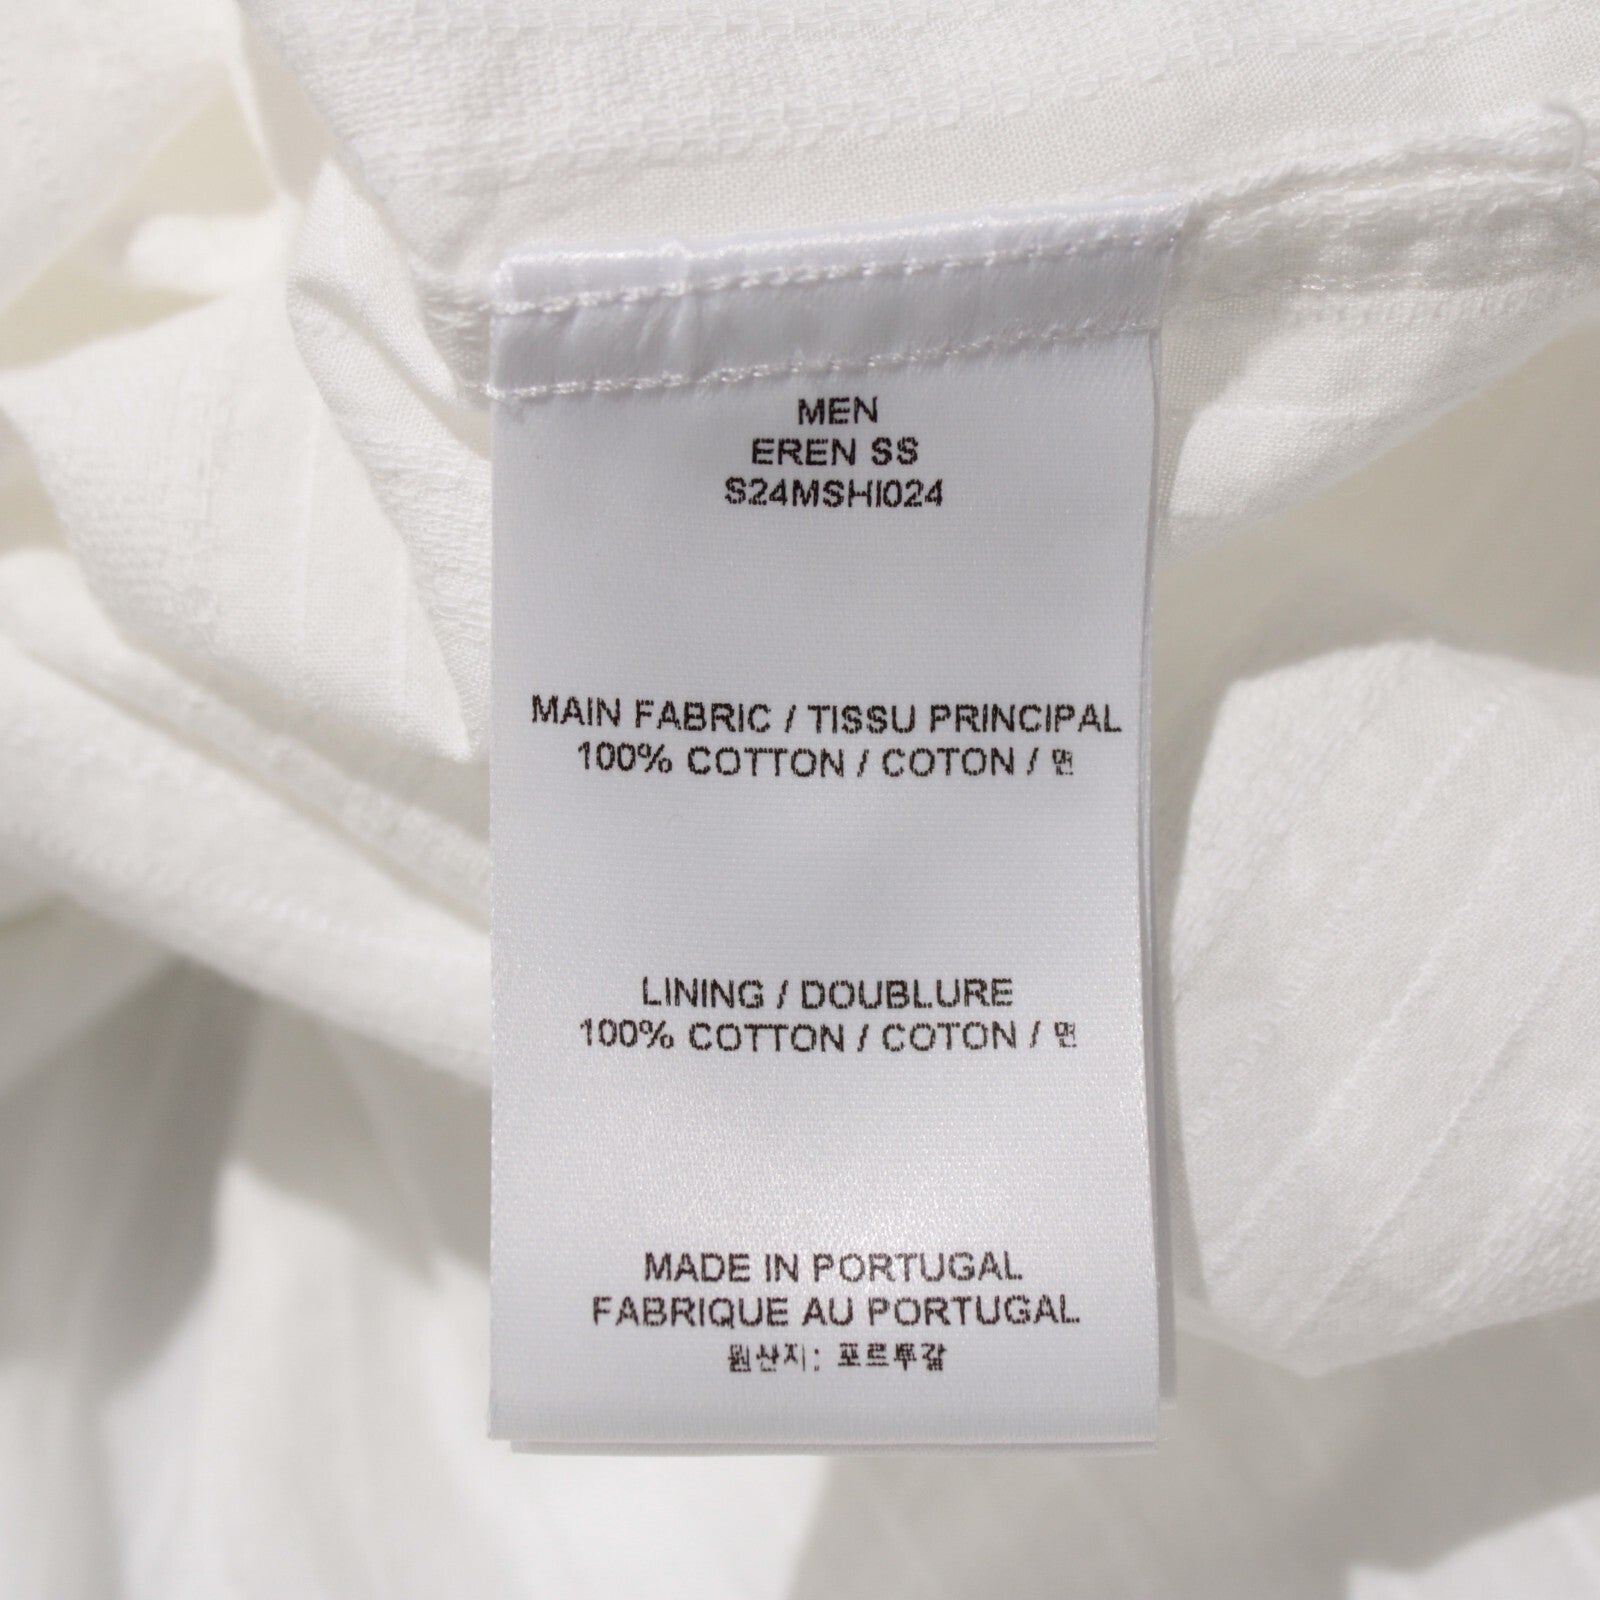 MEN
EREN SS
S24MSHI024
MAIN FABRIC / TISSU PRINCIPAL
100% COTTON / COTON / 면
LINING / DOUBLURE
100% COTTON / COTON / 면
MADE IN PORTUGAL
FABRIQUE AU PORTUGAL
원산지: 포르투갈